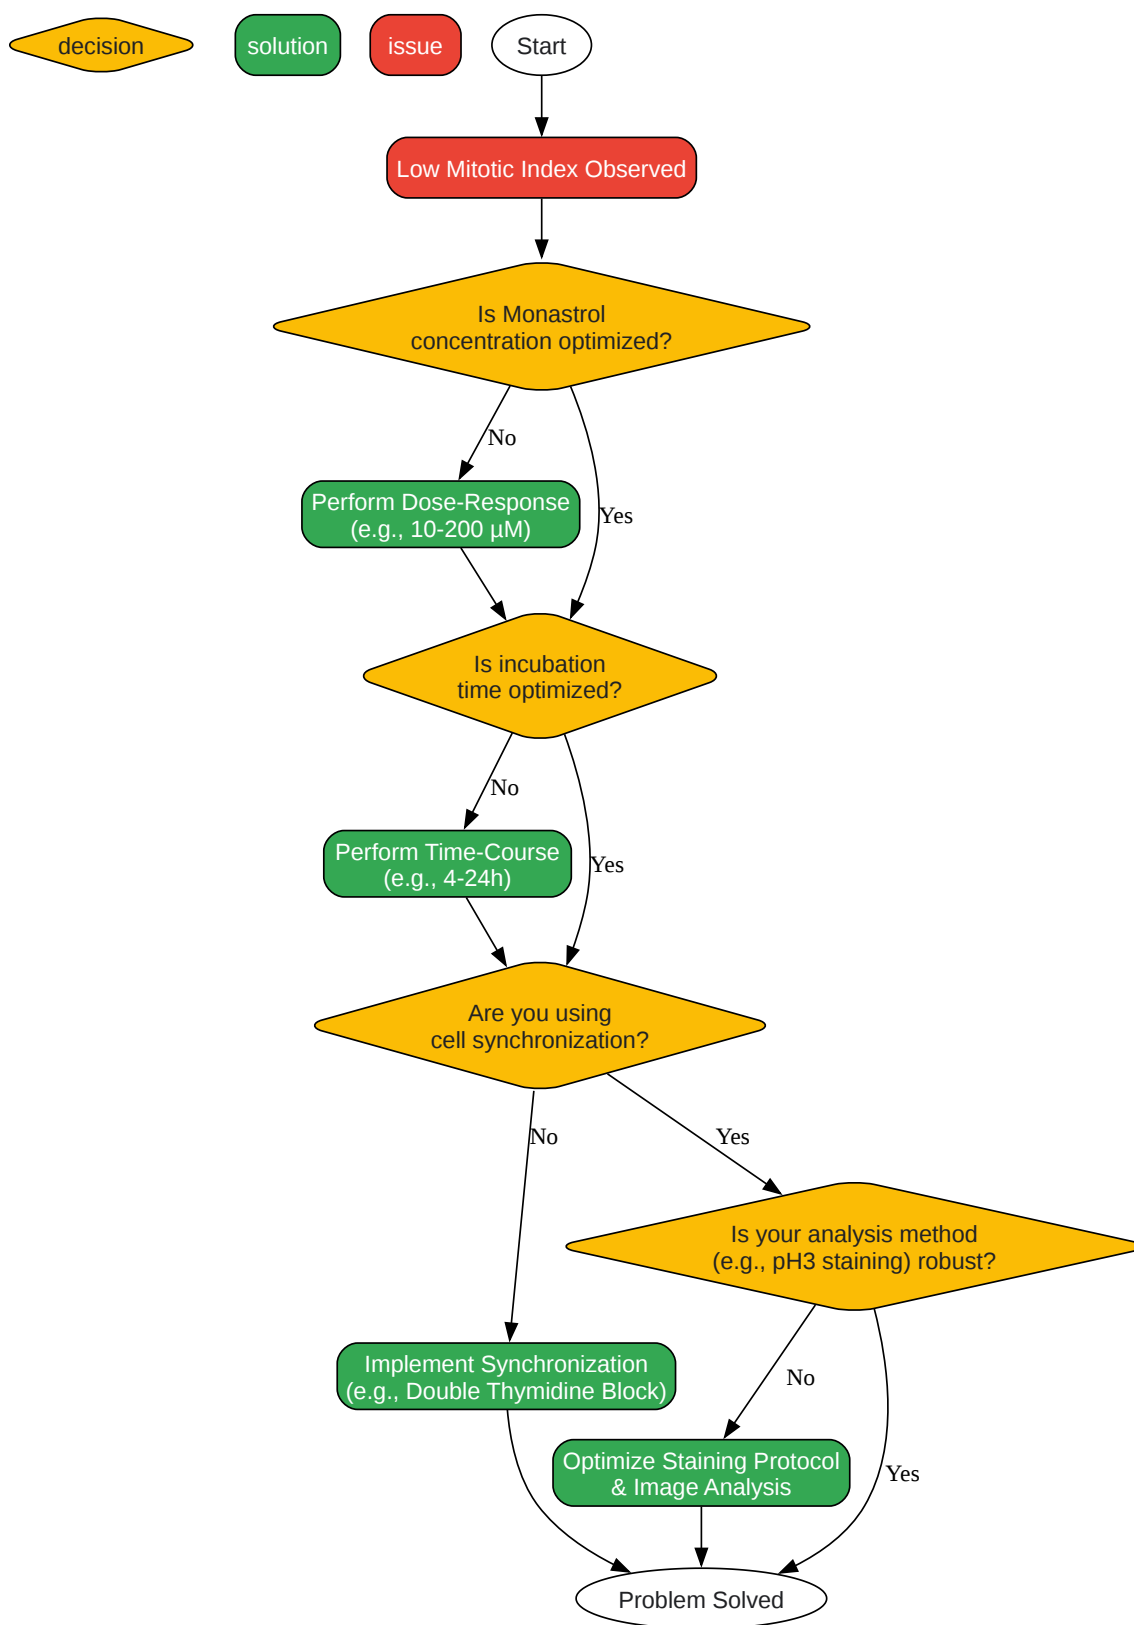 decision
solution
issue
Start
Low Mitotic Index Observed
Is Monastrol
concentration optimized?
No
Perform Dose-Response
(e.g., 10-200 µM)
Yes
Is incubation
time optimized?
No
Perform Time-Course
(e.g., 4-24h)
Yes
Are you using
cell synchronization?
No
Yes
Is your analysis method
(e.g., pH3 staining) robust?
Implement Synchronization
(e.g., Double Thymidine Block)
No
Optimize Staining Protocol
& Image Analysis
Yes
Problem Solved